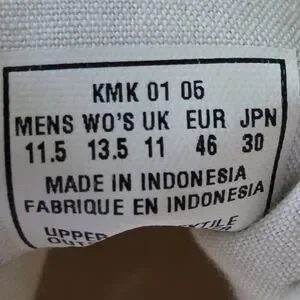 KMK 01 05
MENS WO'S UK EUR JPN
11.5 13.5 11 46 30
MADE IN INDONESIA
FABRIQUE EN INDONESIA
UPPER